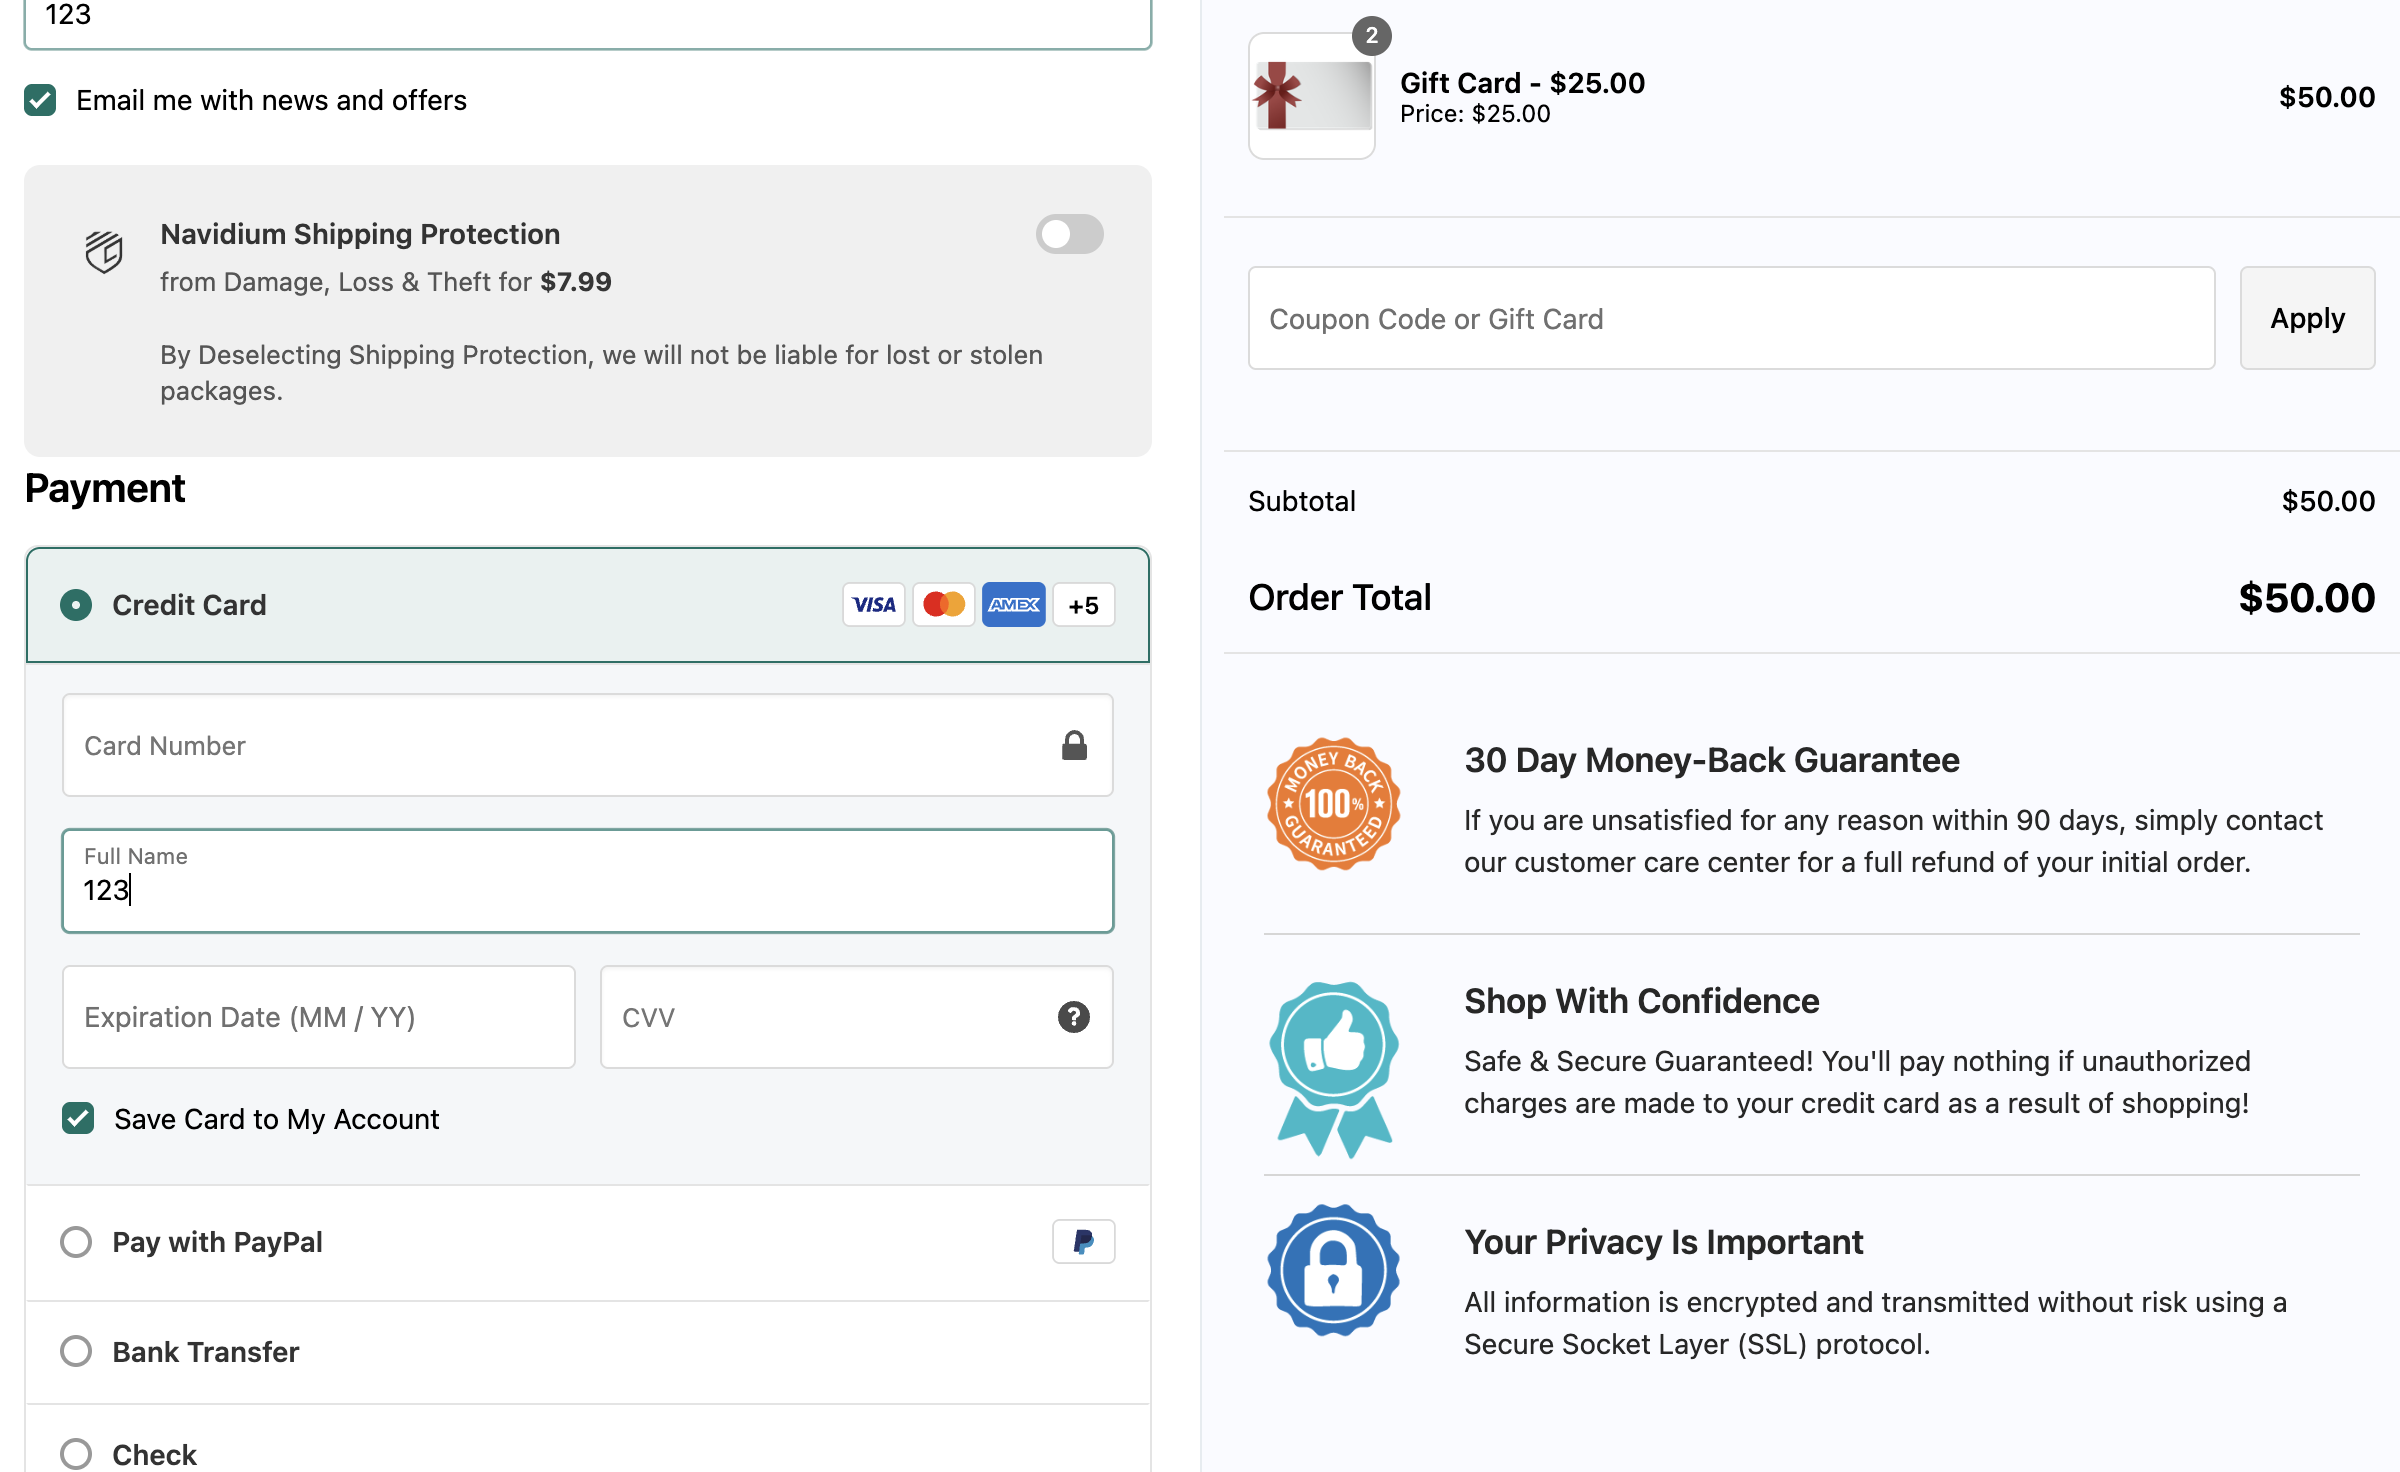 123
Email me with news and offers
Navidium Shipping Protection
from Damage, Loss & Theft for $7.99
By Deselecting Shipping Protection, we will not be liable for lost or stolen
packages.
Payment
Credit Card
VISA
AMEX
+5
Card Number
Full Name
123
Expiration Date (MM / YY)
CVV
?
Save Card to My Account
Pay with PayPal
P
Bank Transfer
Check
2
Gift Card - $25.00
Price: $25.00
$50.00
Coupon Code or Gift Card
Apply
Subtotal
$50.00
Order Total
$50.00
MONEY BACK
100%
GUARANTEED
30 Day Money-Back Guarantee
If you are unsatisfied for any reason within 90 days, simply contact
our customer care center for a full refund of your initial order.
Shop With Confidence
Safe & Secure Guaranteed! You'll pay nothing if unauthorized
charges are made to your credit card as a result of shopping!
Your Privacy Is Important
All information is encrypted and transmitted without risk using a
Secure Socket Layer (SSL) protocol.